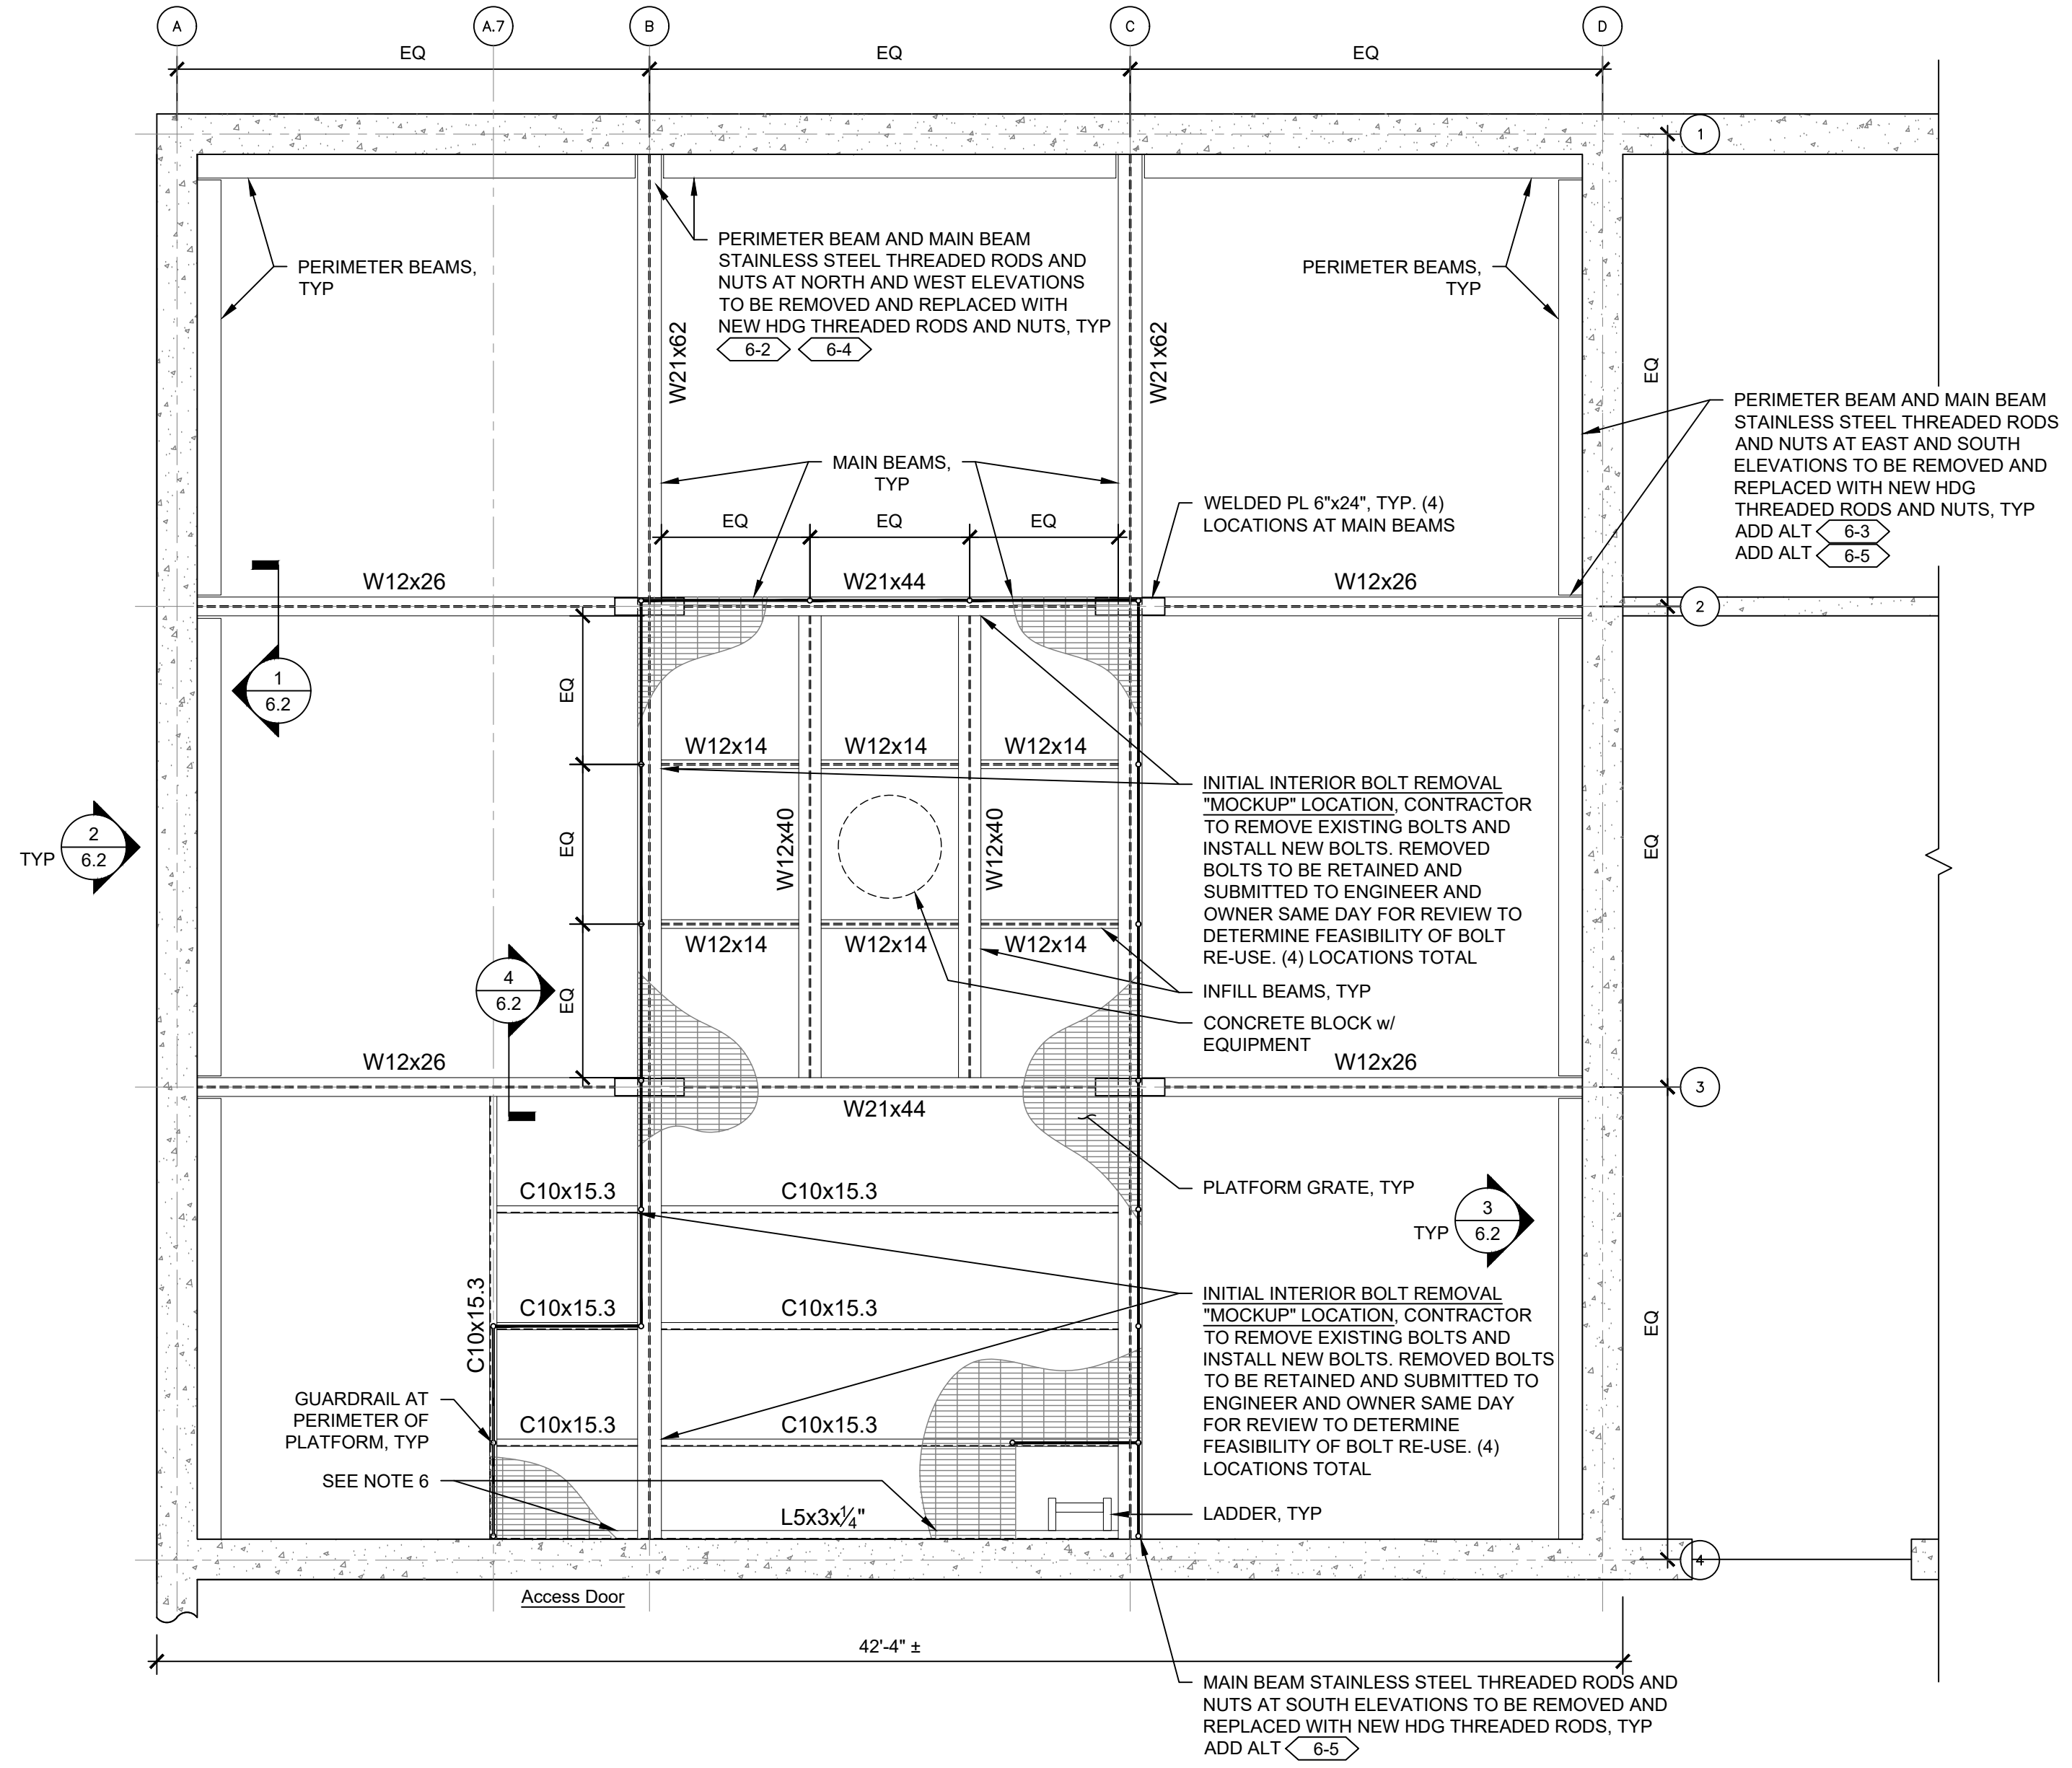 A
A.7
B
C
D
EQ
EQ
EQ
1
PERIMETER BEAMS,
TYP
PERIMETER BEAM AND MAIN BEAM
STAINLESS STEEL THREADED RODS AND
NUTS AT NORTH AND WEST ELEVATIONS
TO BE REMOVED AND REPLACED WITH
NEW HDG THREADED RODS AND NUTS, TYP
6-2 6-4
PERIMETER BEAMS,
TYP
W21x62
W21x62
EQ
PERIMETER BEAM AND MAIN BEAM
STAINLESS STEEL THREADED RODS
AND NUTS AT EAST AND SOUTH
ELEVATIONS TO BE REMOVED AND
REPLACED WITH NEW HDG
THREADED RODS AND NUTS, TYP
ADD ALT 6-3
ADD ALT 6-5
MAIN BEAMS,
TYP
WELDED PL 6"x24", TYP. (4)
LOCATIONS AT MAIN BEAMS
EQ
EQ
EQ
W12x26
W21x44
W12x26
2
1
6.2
EQ
W12x14
W12x14
W12x14
INITIAL INTERIOR BOLT REMOVAL
"MOCKUP" LOCATION, CONTRACTOR
TO REMOVE EXISTING BOLTS AND
INSTALL NEW BOLTS. REMOVED
BOLTS TO BE RETAINED AND
SUBMITTED TO ENGINEER AND
OWNER SAME DAY FOR REVIEW TO
DETERMINE FEASIBILITY OF BOLT
RE-USE. (4) LOCATIONS TOTAL
TYP
2
6.2
EQ
W12x40
W12x40
EQ
W12x14
W12x14
W12x14
4
6.2
EQ
INFILL BEAMS, TYP
CONCRETE BLOCK w/
EQUIPMENT
W12x26
W12x26
3
W21x44
C10x15.3
C10x15.3
PLATFORM GRATE, TYP
TYP
3
6.2
C10x15.3
C10x15.3
C10x15.3
INITIAL INTERIOR BOLT REMOVAL
"MOCKUP" LOCATION, CONTRACTOR
TO REMOVE EXISTING BOLTS AND
INSTALL NEW BOLTS. REMOVED BOLTS
TO BE RETAINED AND SUBMITTED TO
ENGINEER AND OWNER SAME DAY
FOR REVIEW TO DETERMINE
FEASIBILITY OF BOLT RE-USE. (4)
LOCATIONS TOTAL
EQ
GUARDRAIL AT
PERIMETER OF
PLATFORM, TYP
C10x15.3
C10x15.3
SEE NOTE 6
L5x3x¼"
LADDER, TYP
4
Access Door
42'-4" ±
MAIN BEAM STAINLESS STEEL THREADED RODS AND
NUTS AT SOUTH ELEVATIONS TO BE REMOVED AND
REPLACED WITH NEW HDG THREADED RODS, TYP
ADD ALT 6-5